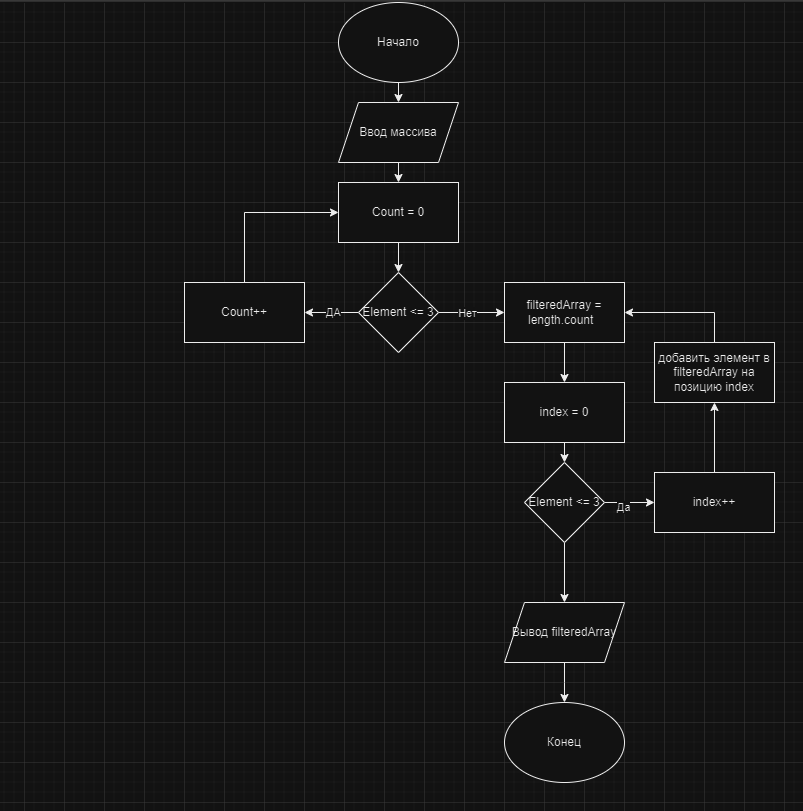 Начало
Ввод массива
Count = 0
Count++
ДА
Element <= 3
Нет
filteredArray =
length.count
добавить элемент в
filteredArray на
позицию index
index = 0
Element <= 3
Да
index++
Вывод filteredArray
Конец